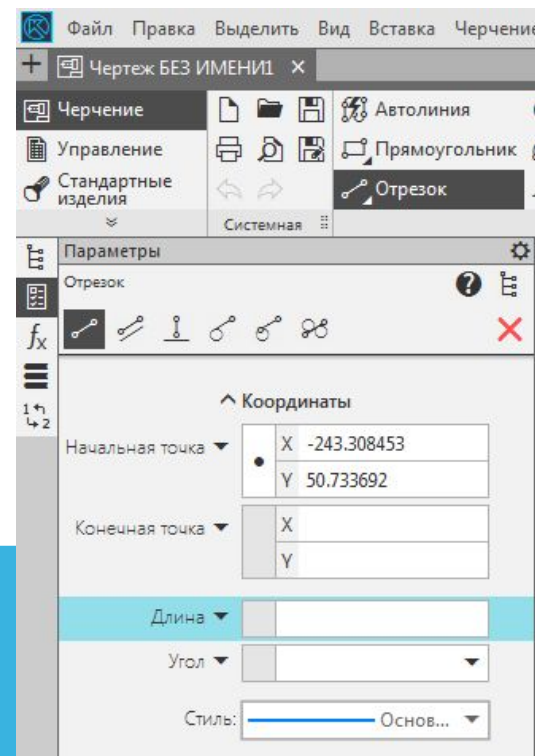 Файл Правка Выделить Вид Вставка Черчение
+ Чертеж БЕЗ ИМЕНИ1 ×
Черчение Автолиния
Управление Прямоугольник
Стандартные изделия Отрезок
Системная
Параметры
Отрезок
Координаты
Начальная точка X -243.308453
Y 50.733692
Конечная точка X
Y
Длина
Угол
Стиль: Основ...